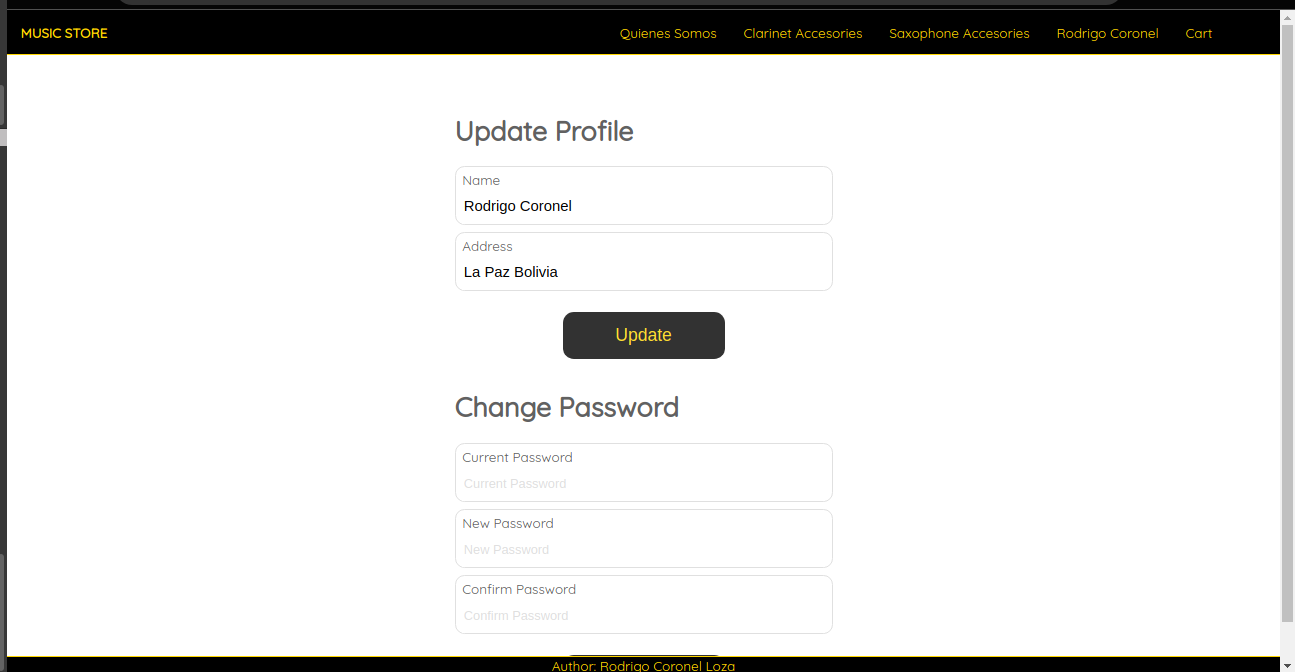 MUSIC STORE Quienes Somos Clarinet Accesories Saxophone Accesories Rodrigo Coronel Cart
Update Profile
Name
Rodrigo Coronel
Address
La Paz Bolivia
Update
Change Password
Current Password
Current Password
New Password
New Password
Confirm Password
Confirm Password
Author: Rodrigo Coronel Loza